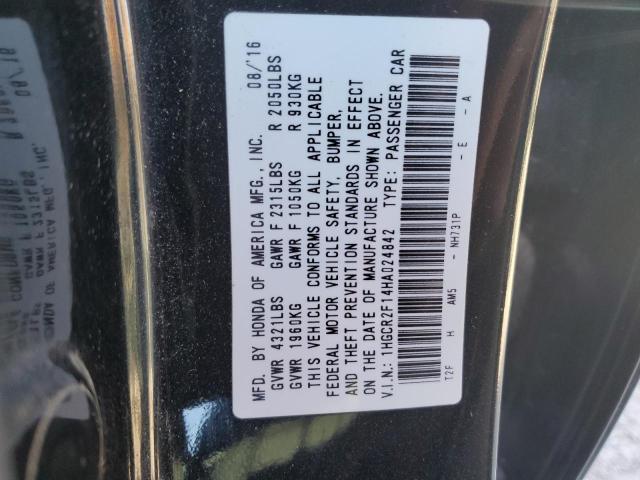 MFD. BY HONDA OF AMERICA MFG., INC. 08/'16
GVWR 4321LBS GAWR F 2315LBS R 2050LBS
GVWR 1960KG GAWR F 1050KG R 930KG
THIS VEHICLE CONFORMS TO ALL APPLICABLE
FEDERAL MOTOR VEHICLE SAFETY, BUMPER,
AND THEFT PREVENTION STANDARDS IN EFFECT
ON THE DATE OF MANUFACTURE SHOWN ABOVE.
V.I.N.: 1HGCR2F14HA024842 TYPE: PASSENGER CAR
T2F H AM5 - NH731P - E - A